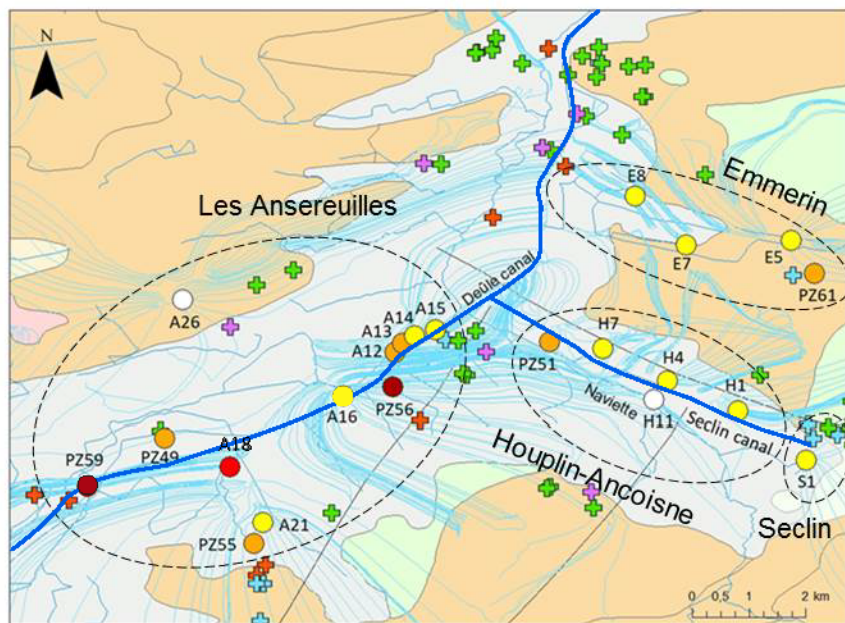 N
E8
Emmerin
Les Ansereuilles
E7
E5
PZ61
A26
Deûle canal
A15
A14
A13
A12
PZ51
H7
H4
H1
PZ56
A16
Naviette
H11
Seclin canal
PZ49
A18
Houplin-Ancoisne
S1
PZ59
Seclin
A21
PZ55
0 0,5 1 2 km